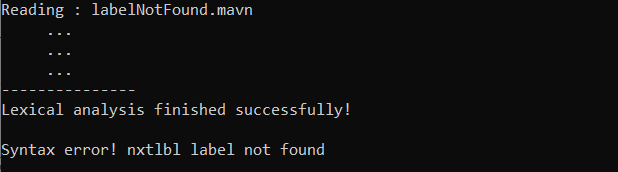 Reading : labelNotFound.mavn
...
...
...
---------------
Lexical analysis finished successfully!
Syntax error! nxtlbl label not found